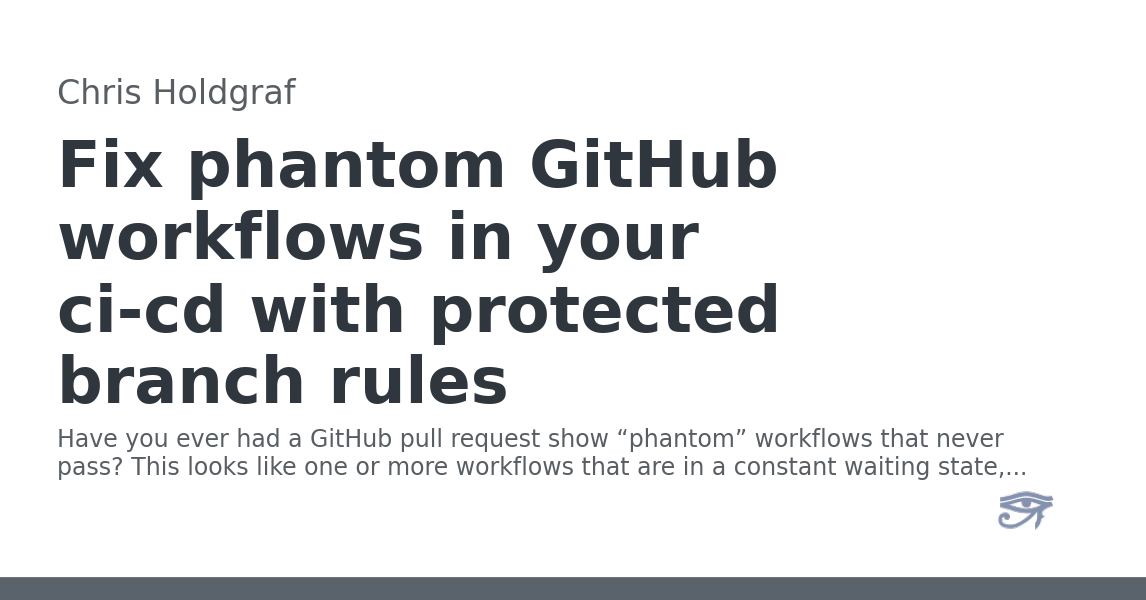 Chris Holdgraf
Fix phantom GitHub
workflows in your
ci-cd with protected
branch rules
Have you ever had a GitHub pull request show “phantom” workflows that never
pass? This looks like one or more workflows that are in a constant waiting state,...